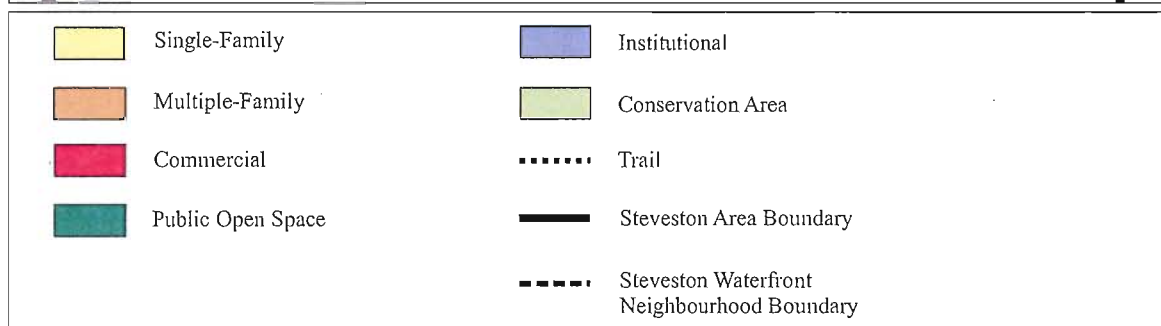 Single-Family
Multiple-Family
Commercial
Public Open Space
Institutional
Conservation Area
Trail
Steveston Area Boundary
Steveston Waterfront
Neighbourhood Boundary